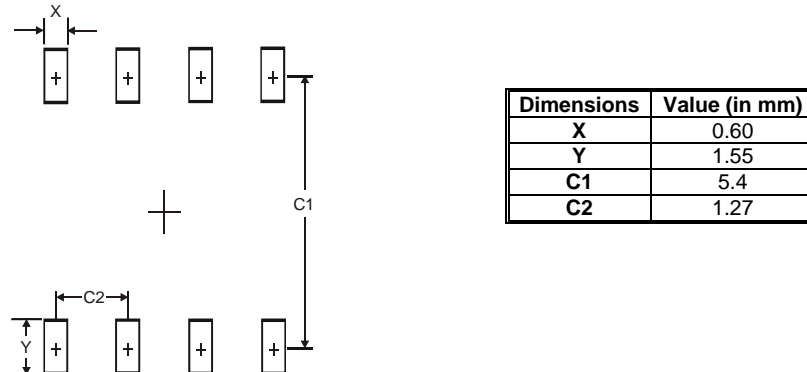 X
C1
C2
Y
Dimensions Value (in mm)
X 0.60
Y 1.55
C1 5.4
C2 1.27